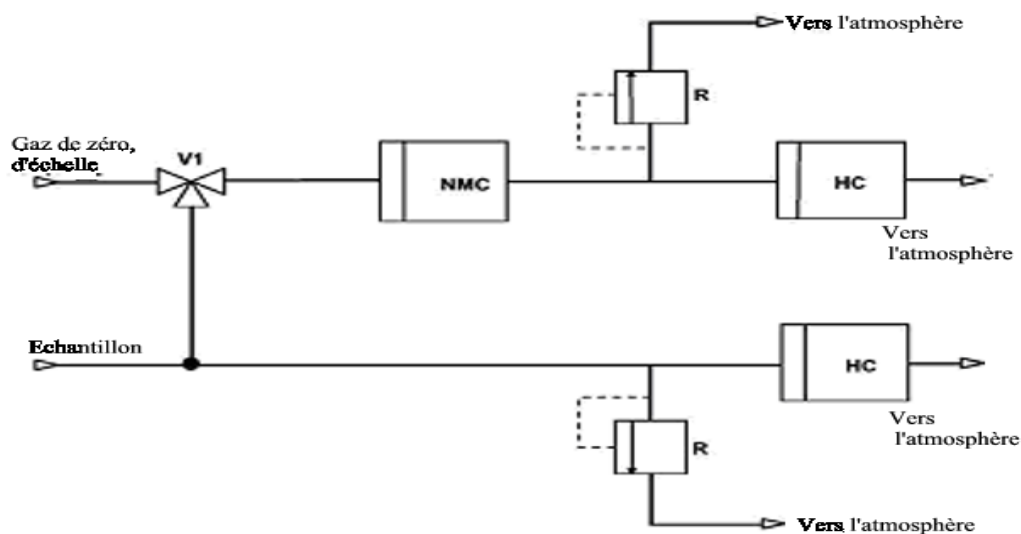 Vers l'atmosphère
R
Gaz de zéro,
d'échelle
V1
NMC
HC
Vers
l'atmosphère
Echantillon
HC
Vers
l'atmosphère
R
Vers l'atmosphère